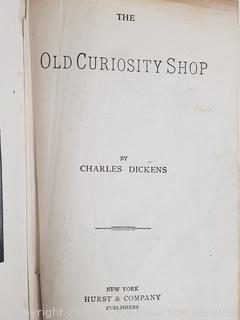 THE
OLD CURIOSITY SHOP
BY
CHARLES DICKENS
NEW YORK
HURST & COMPANY
PUBLISHERS